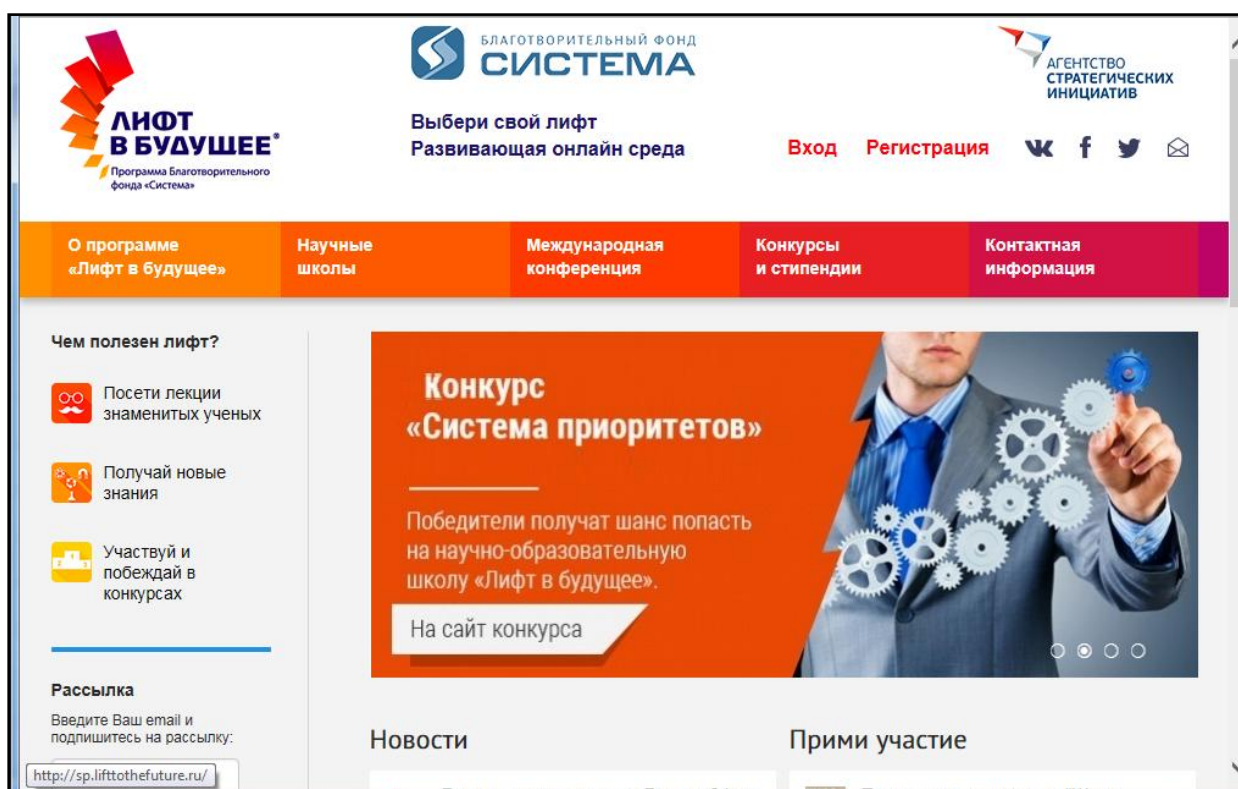 ЛИФТ
В БУДУЩЕЕ®
Программа Благотворительного
фонда «Система»
БЛАГОТВОРИТЕЛЬНЫЙ ФОНД
СИСТЕМА
Выбери свой лифт
Развивающая онлайн среда
АГЕНТСТВО
СТРАТЕГИЧЕСКИХ
ИНИЦИАТИВ
Вход Регистрация
О программе
«Лифт в будущее»
Научные
школы
Международная
конференция
Конкурсы
и стипендии
Контактная
информация
Чем полезен лифт?
Посети лекции
знаменитых ученых
Получай новые
знания
Участвуй и
побеждай в
конкурсах
Рассылка
Введите Ваш email и
подпишитесь на рассылку:
http://sp.lifttothefuture.ru/
Конкурс
«Система приоритетов»
Победители получат шанс попасть
на научно-образовательную
школу «Лифт в будущее».
На сайт конкурса
Новости
Прими участие